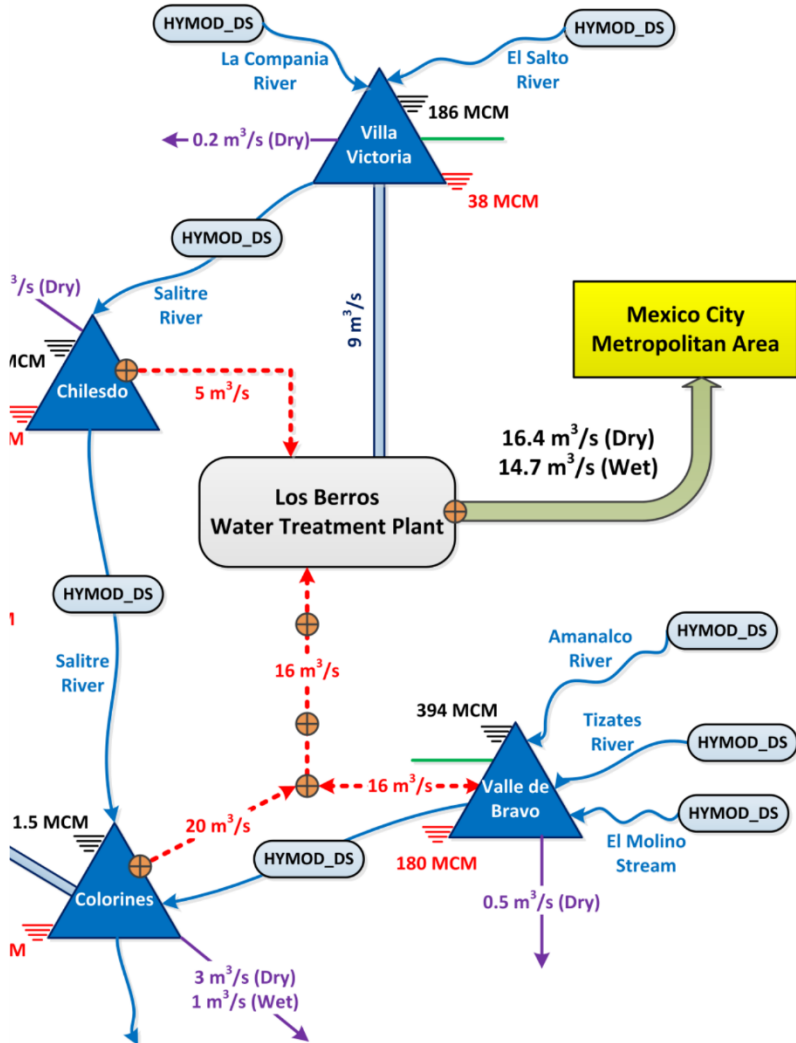 HYMOD_DS
HYMOD_DS
La Compania
River
El Salto
River
186 MCM
Villa
Victoria
0.2 m³/s (Dry)
38 MCM
HYMOD_DS
³/s (Dry)
Salitre
River
9 m³/s
Mexico City
Metropolitan Area
MCM
Chilesdo
5 m³/s
M
16.4 m³/s (Dry)
14.7 m³/s (Wet)
Los Berros
Water Treatment Plant
HYMOD_DS
M
Salitre
River
16 m³/s
Amanalco
River
HYMOD_DS
394 MCM
Tizates
River
HYMOD_DS
16 m³/s
Valle de
Bravo
HYMOD_DS
1.5 MCM
20 m³/s
180 MCM
El Molino
Stream
HYMOD_DS
Colorines
0.5 m³/s (Dry)
M
3 m³/s (Dry)
1 m³/s (Wet)